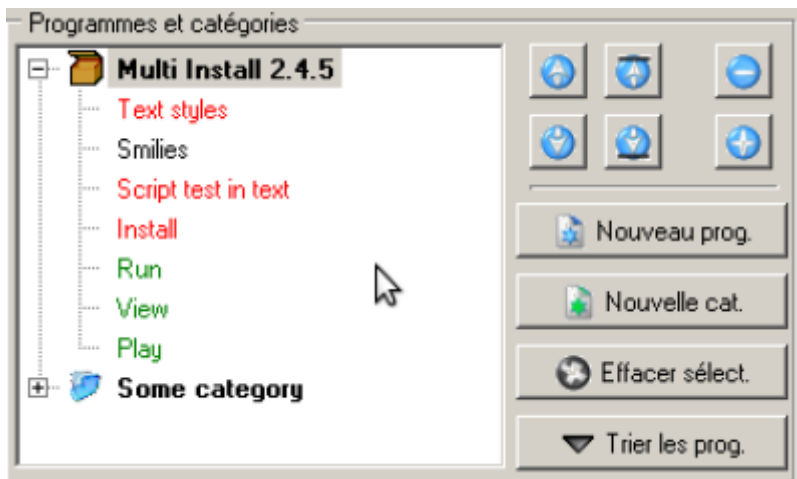 Programmes et catégories
Multi Install 2.4.5
Text styles
Smilies
Script test in text
Install
Run
View
Play
Some category
Nouveau prog.
Nouvelle cat.
Effacer sélect.
Trier les prog.